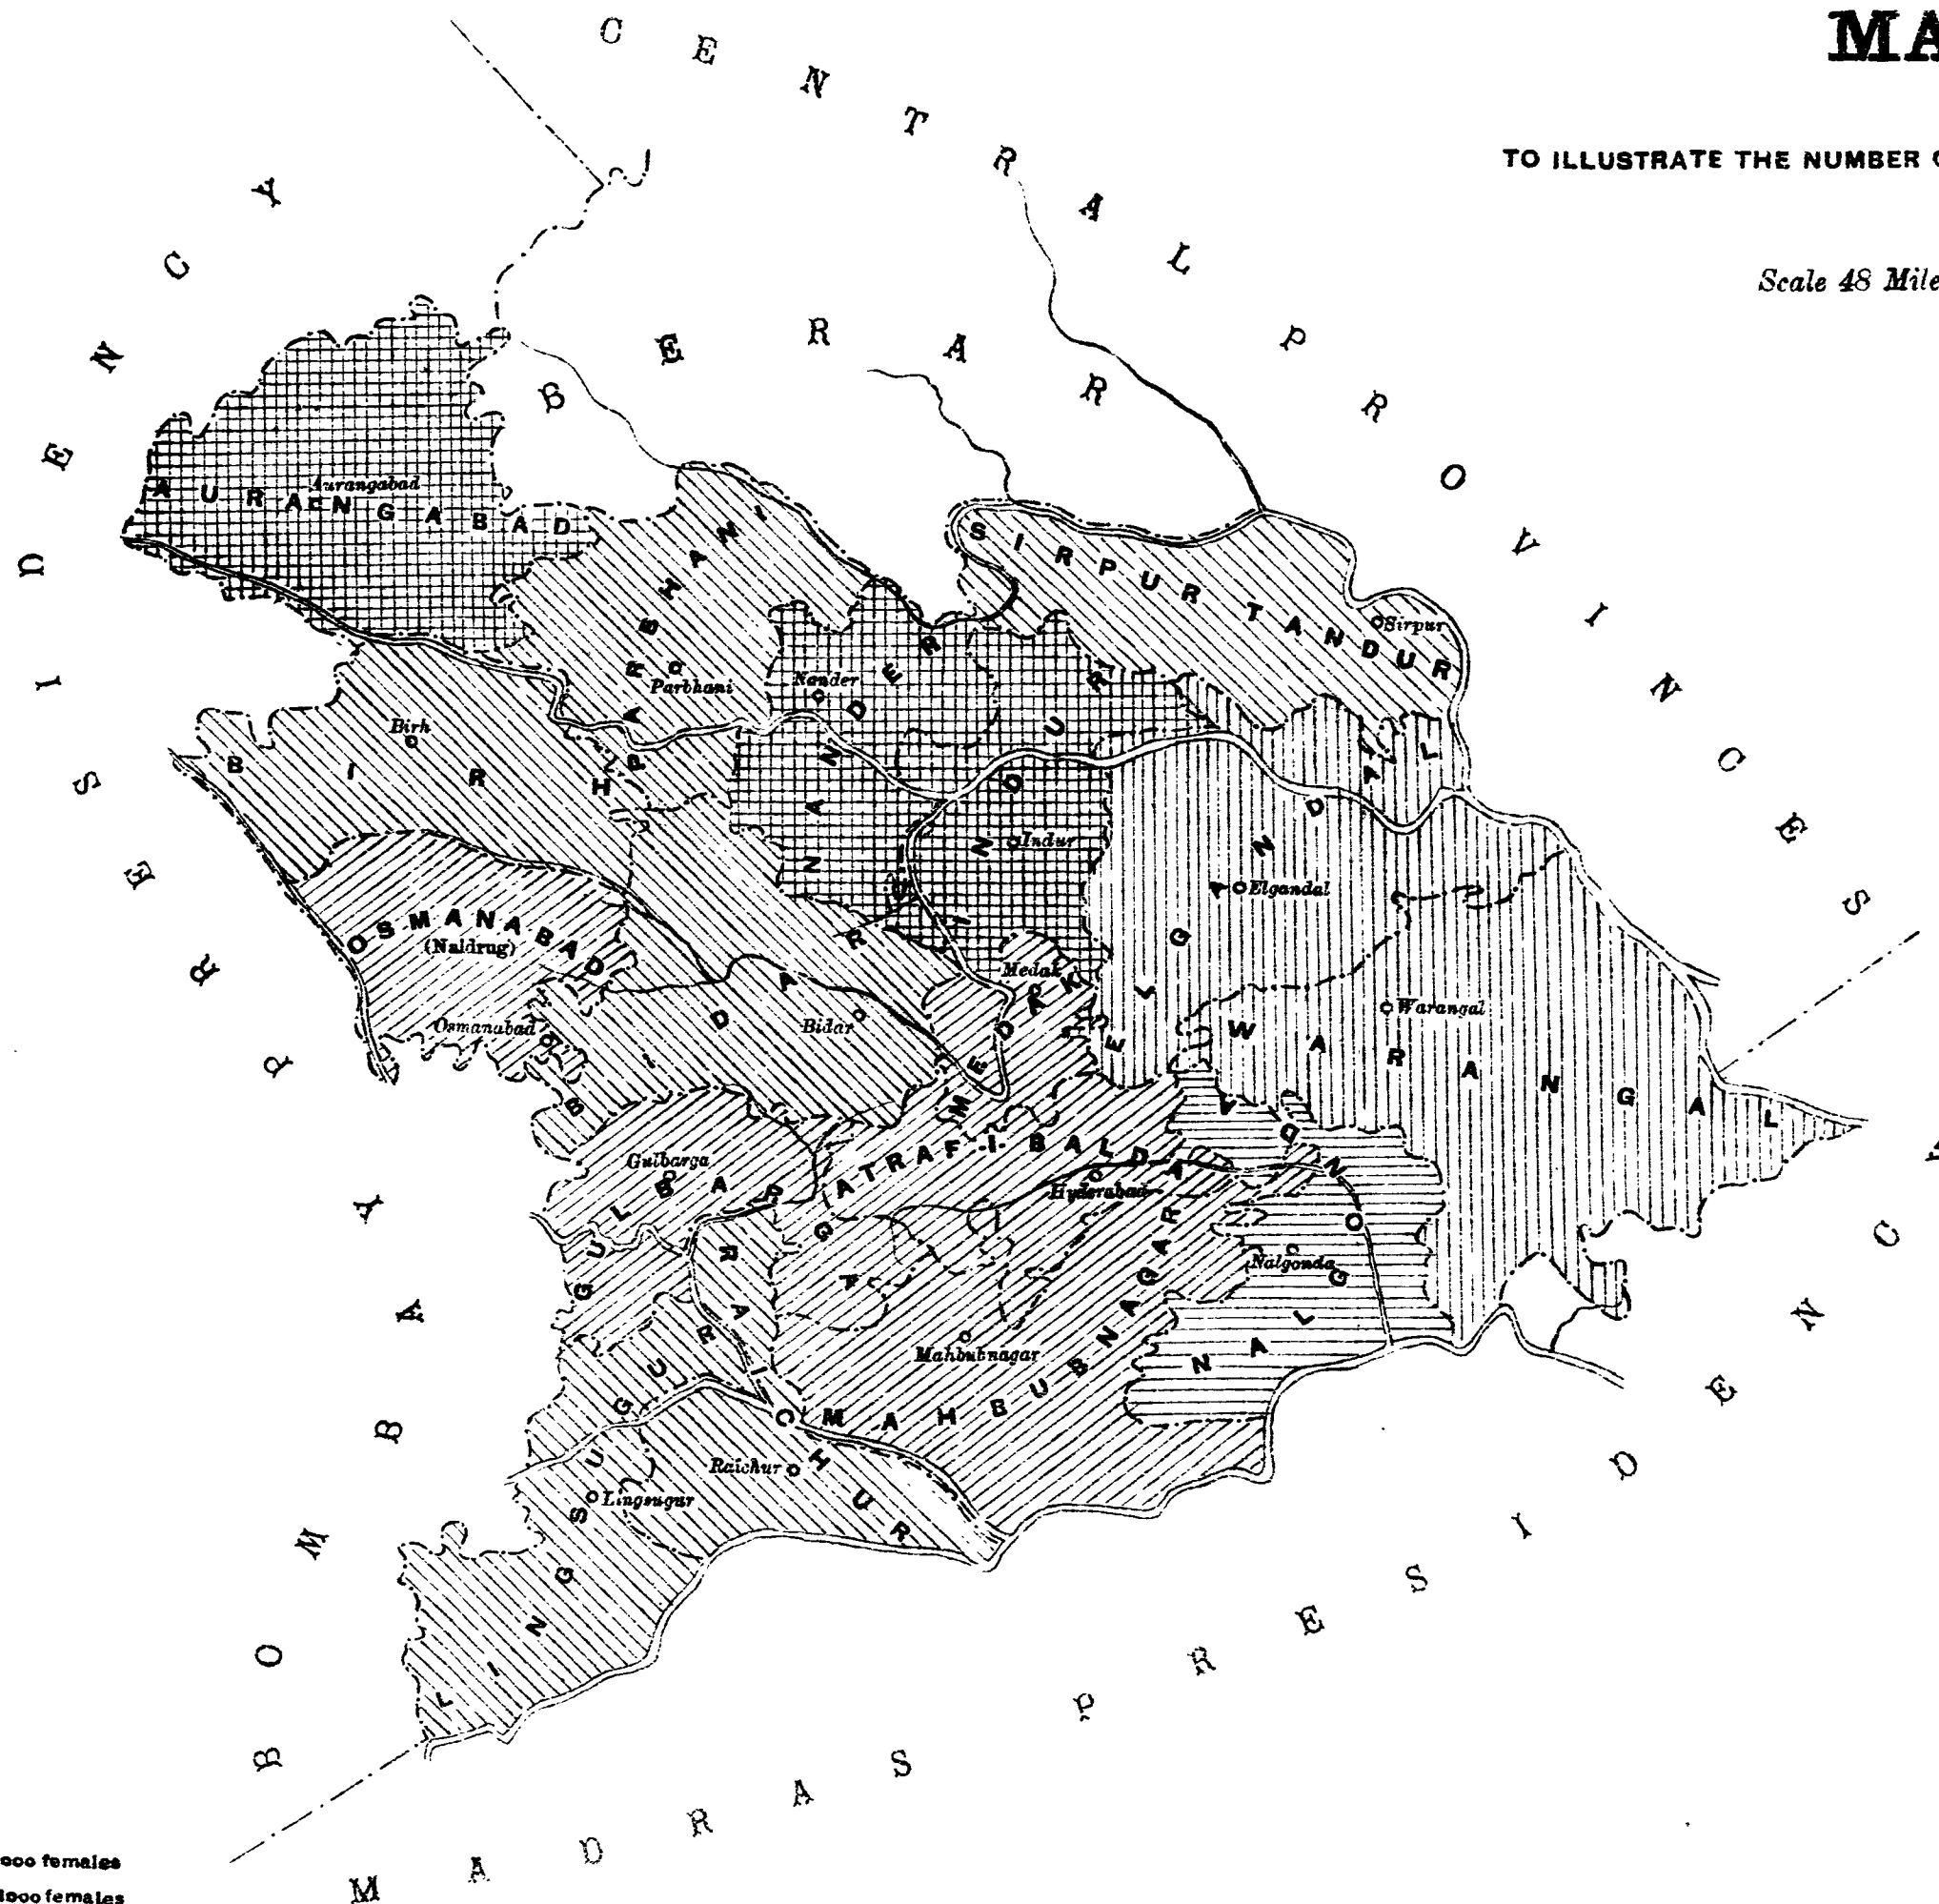 MA
TO ILLUSTRATE THE NUMBER
Scale 48 Mile
CENTRAL PROVINCES
BERAR
BOMBAY PRESIDENCY
MADRAS PRESIDENCY
AURANGABAD
Aurangabad
PARBHANI
Parbhani
SIRPUR TANDUR
Sirpur
NANDER
Nander
INDUR
Indur
BIRH
Birh
ELGANDAL
Elgandal
OSMANABAD
(Naldrug)
Osmanabad
BIDAR
Bidar
MEDAK
Medak
WARANGAL
Warangal
GULBARGA
Gulbarga
ATRAF-I-BALDA
Hyderabad
NALGONDA
Nalgonda
MAHBUBNAGAR
Mahbubnagar
RAICHUR
Raichur
LINGSUGUR
Lingsugur
000 females
1000 females